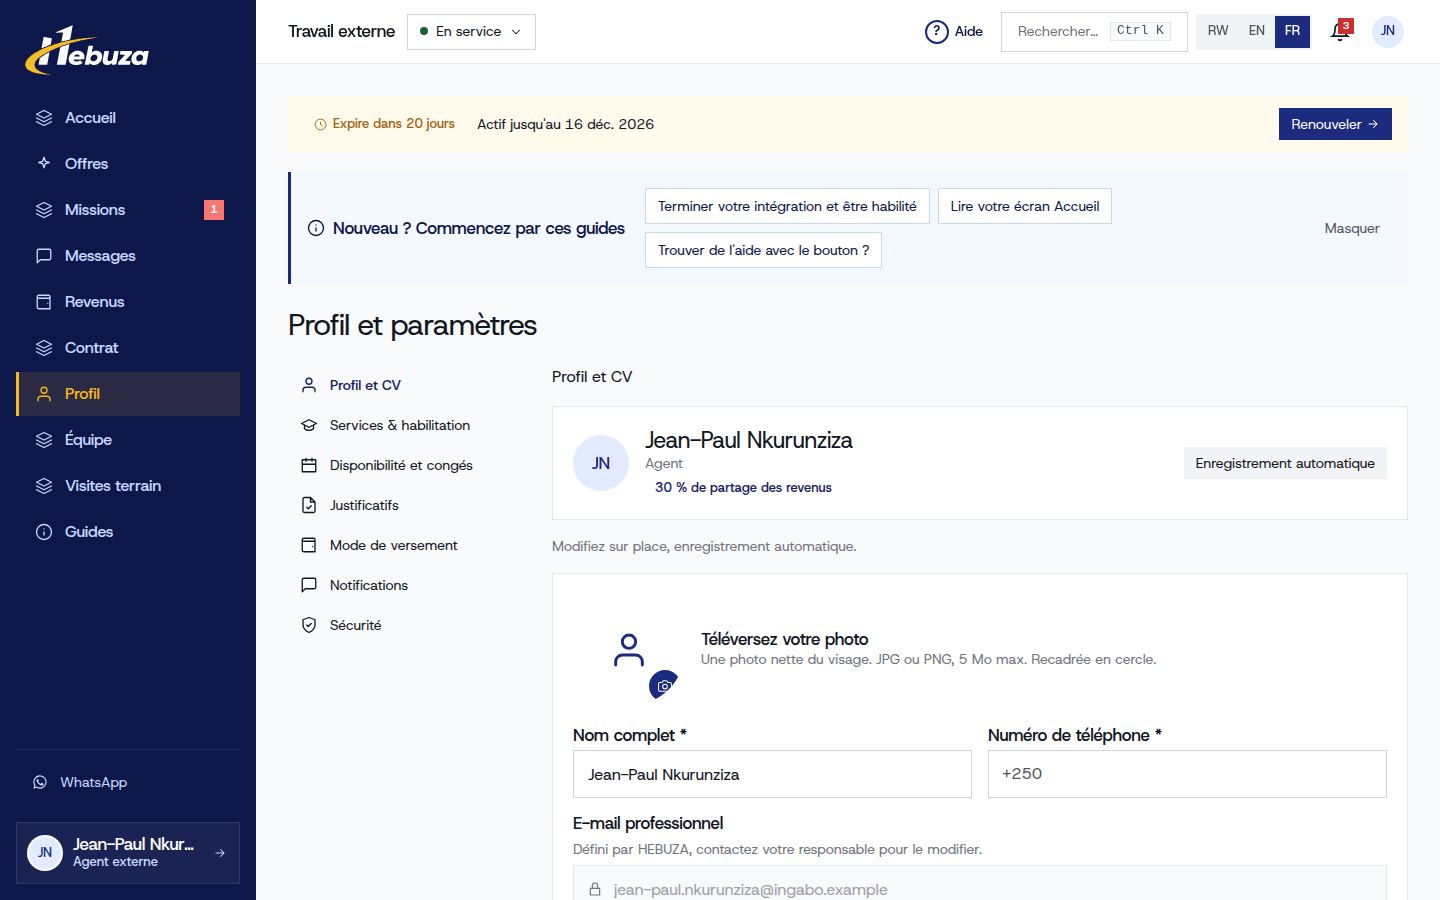 Hebuza
Accueil
Offres
Missions
1
Messages
Revenus
Contrat
Profil
Équipe
Visites terrain
Guides
WhatsApp
JN
Jean-Paul Nkur...
Agent externe
Travail externe
En service
? Aide
Rechercher...
Ctrl K
RW
EN
FR
3
JN
Expire dans 20 jours
Actif jusqu'au 16 déc. 2026
Renouveler →
Nouveau ? Commencez par ces guides
Terminer votre intégration et être habilité
Lire votre écran Accueil
Trouver de l'aide avec le bouton ?
Masquer
Profil et paramètres
Profil et CV
Services & habilitation
Disponibilité et congés
Justificatifs
Mode de versement
Notifications
Sécurité
Profil et CV
JN
Jean-Paul Nkurunziza
Agent
30 % de partage des revenus
Enregistrement automatique
Modifiez sur place, enregistrement automatique.
Téléversez votre photo
Une photo nette du visage. JPG ou PNG, 5 Mo max. Recadrée en cercle.
Nom complet *
Jean-Paul Nkurunziza
Numéro de téléphone *
+250
E-mail professionnel
Défini par HEBUZA, contactez votre responsable pour le modifier.
jean-paul.nkurunziza@ingabo.example